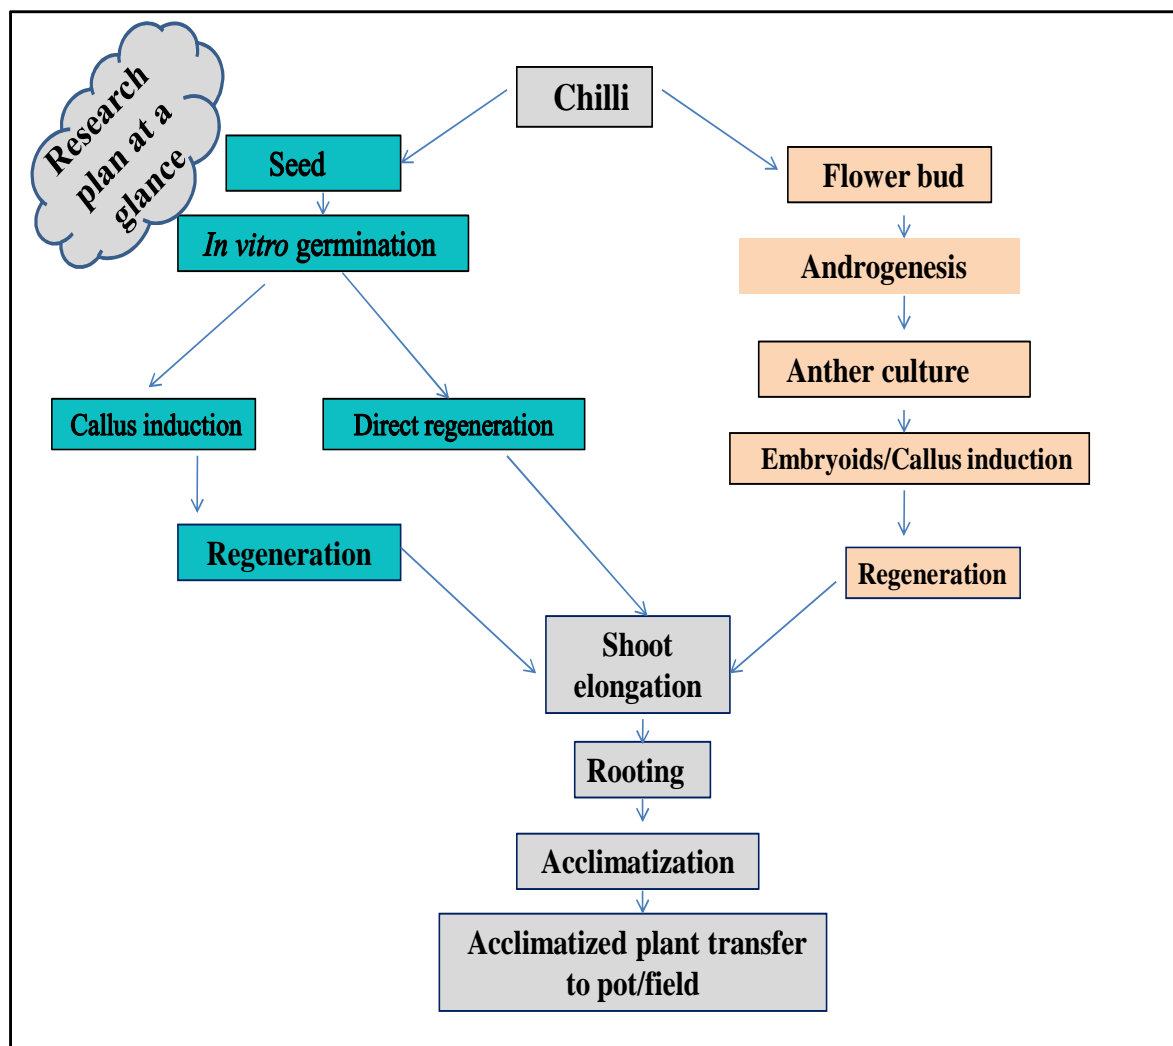 Research
plan at a
glance
Chilli
Seed
Flower bud
In vitro germination
Androgenesis
Anther culture
Callus induction
Direct regeneration
Embryoids/Callus induction
Regeneration
Regeneration
Shoot
elongation
Rooting
Acclimatization
Acclimatized plant transfer
to pot/field